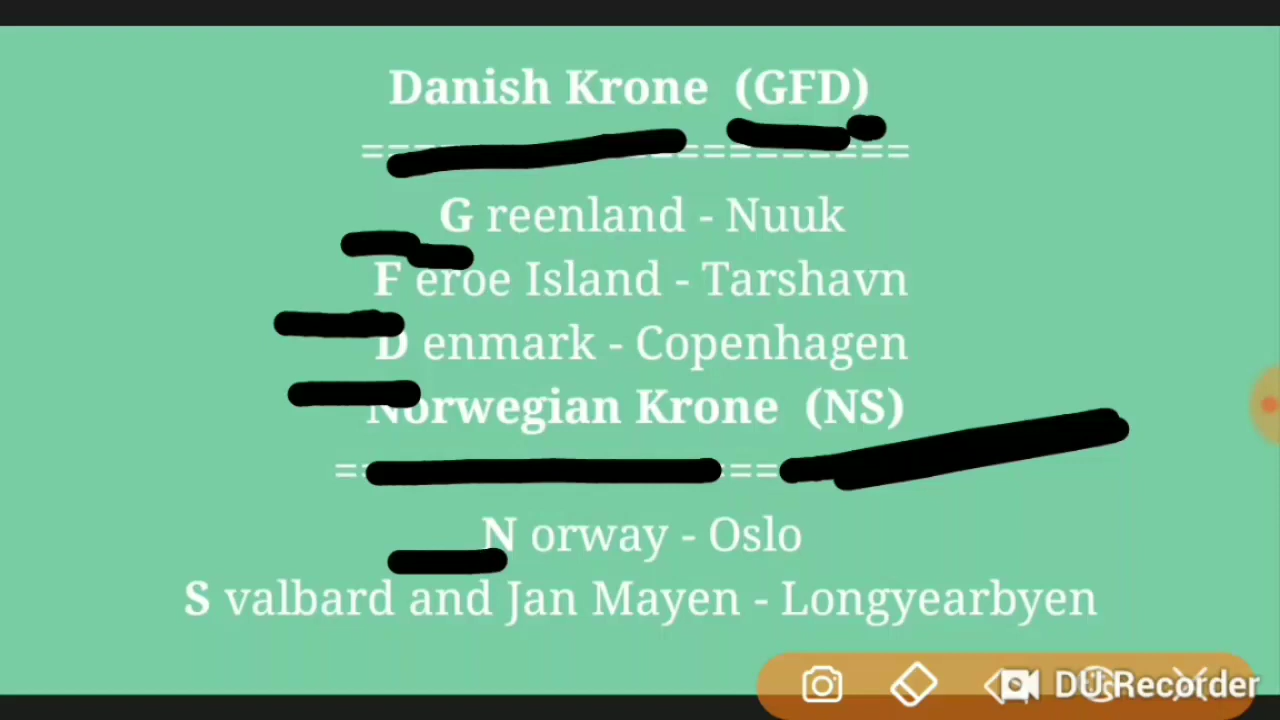 Danish Krone (GFD)
=====================
G reenland - Nuuk
F eroe Island - Tarshavn
D enmark - Copenhagen
Norwegian Krone (NS)
=======================
N orway - Oslo
S valbard and Jan Mayen - Longyearbyen
DU Recorder